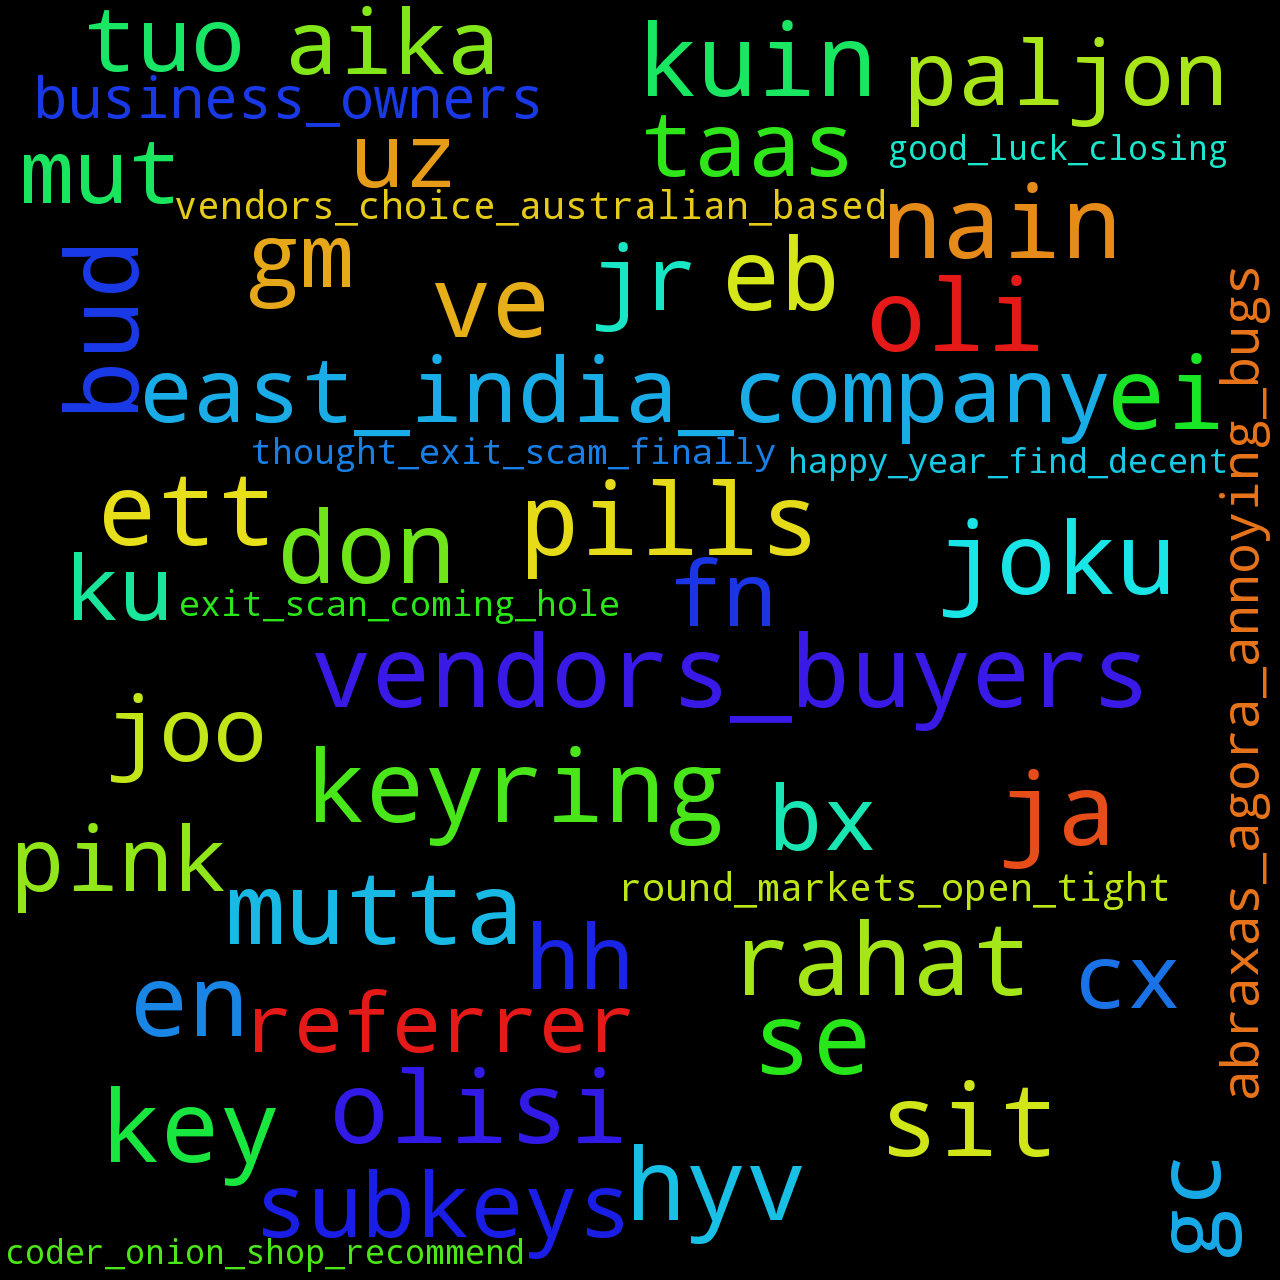 tuo aika kuin paljon
business_owners
mut uz taas good_luck_closing
vendors_choice_australian_based nain
bud gm ve jr eb oli
east_india_company ei
thought_exit_scam_finally happy_year_find_decent
ett don pills joku
ku exit_scan_coming_hole fn
vendors_buyers
joo
keyring bx ja
pink
mutta round_markets_open_tight
hh rahat cx
en referrer se
key olisi sit
subkeys hyv gc
coder_onion_shop_recommend
abraxas_agora_annoying_bugs